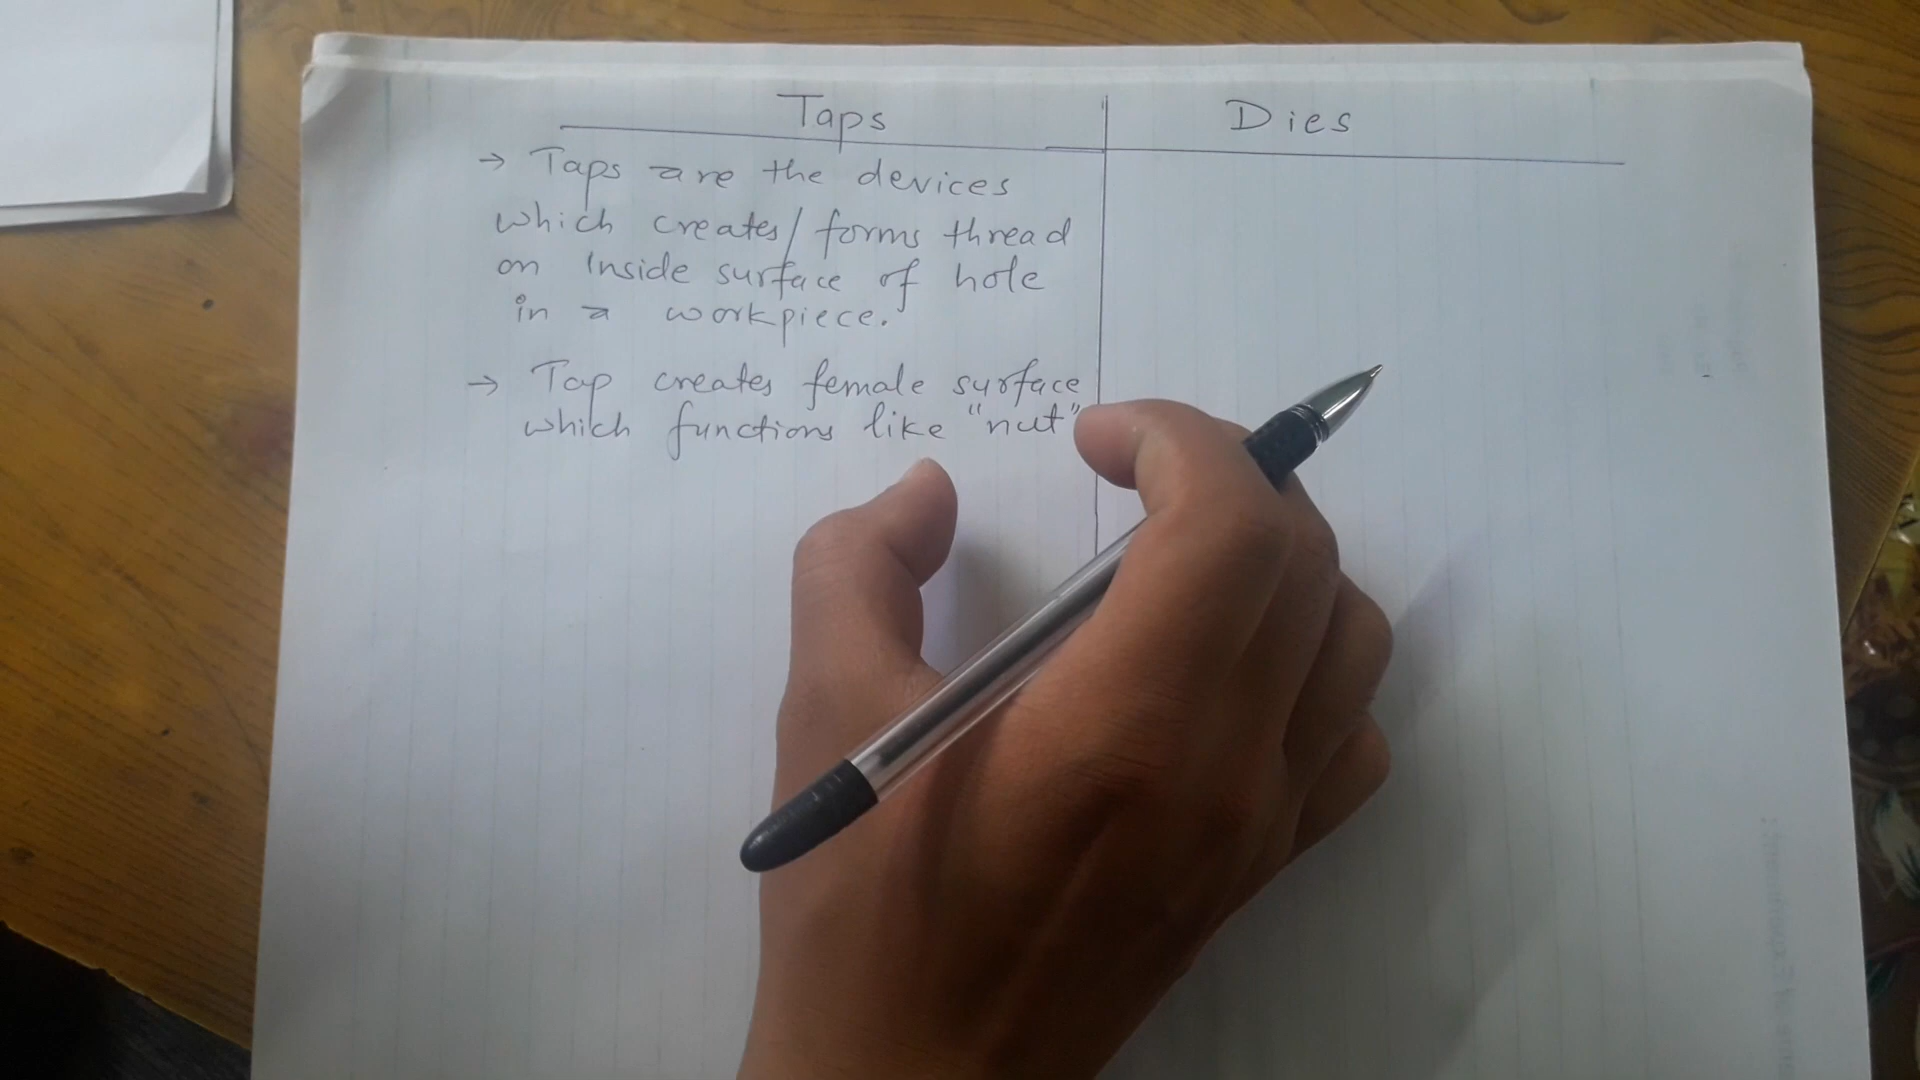 Taps
Dies
→ Taps are the devices
which creates/forms thread
on inside surface of hole
in a workpiece.
→ Tap creates female surface
which functions like "nut"